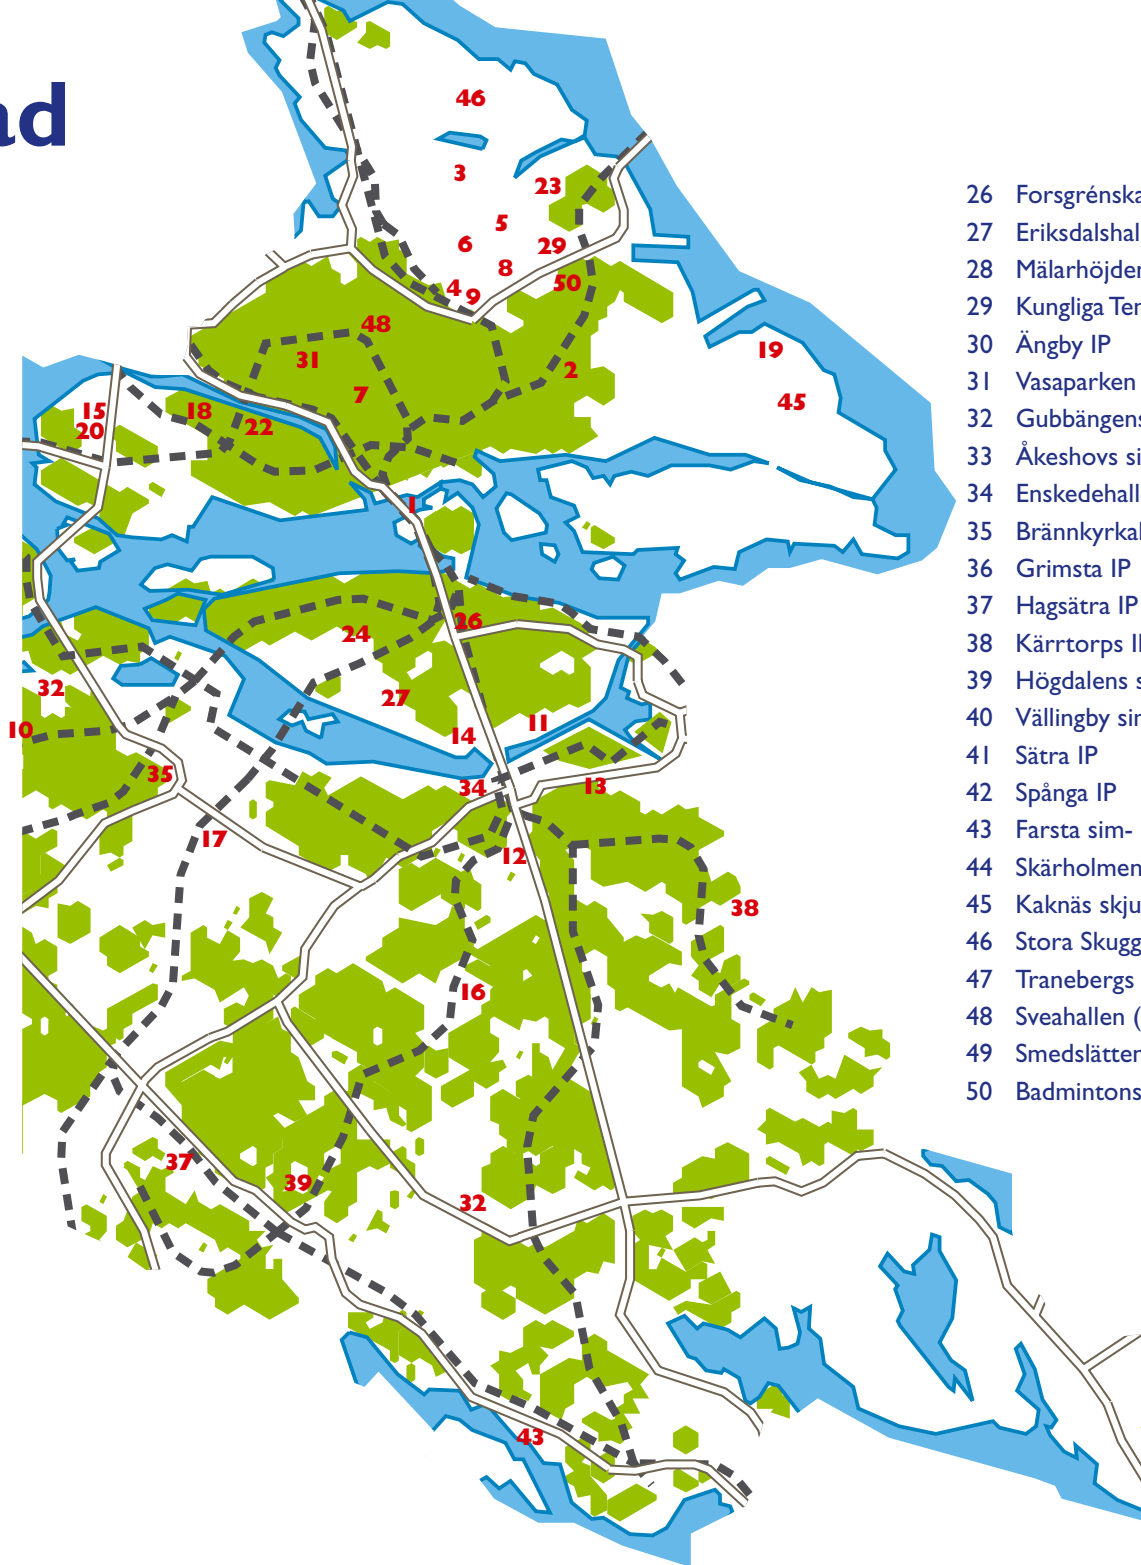 ad
46
3
23
5
6
29
8
4
50
9
48
19
31
2
7
45
15
18
20
22
1
26
24
32
27
10
11
14
35
34
13
17
12
38
16
37
39
32
43
26 Forsgrénska
27 Eriksdalshal
28 Mälarhöjden
29 Kungliga Ten
30 Ängby IP
31 Vasaparken
32 Gubbängens
33 Åkeshovs si
34 Enskedehall
35 Brännkyrkal
36 Grimsta IP
37 Hagsätra IP
38 Kärrtorps IP
39 Högdalens s
40 Vällingby sim
41 Sätra IP
42 Spånga IP
43 Farsta sim-
44 Skärholmen
45 Kaknäs skju
46 Stora Skugg
47 Tranebergs
48 Sveahallen (
49 Smedslätten
50 Badmintons